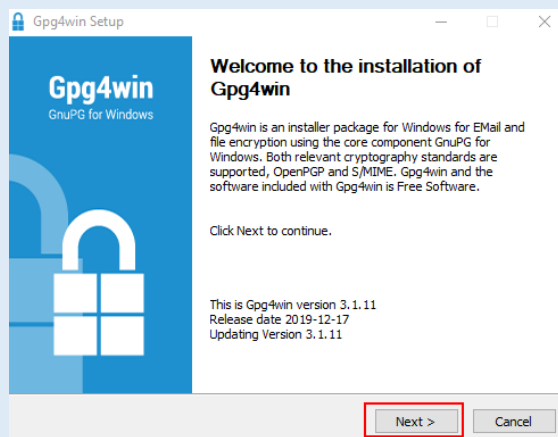 Gpg4win Setup
Gpg4win
GnuPG for Windows
Welcome to the installation of
Gpg4win
Gpg4win is an installer package for Windows for EMail and
file encryption using the core component GnuPG for
Windows. Both relevant cryptography standards are
supported, OpenPGP and S/MIME. Gpg4win and the
software included with Gpg4win is Free Software.
Click Next to continue.
This is Gpg4win version 3.1.11
Release date 2019-12-17
Updating Version 3.1.11
Next >
Cancel